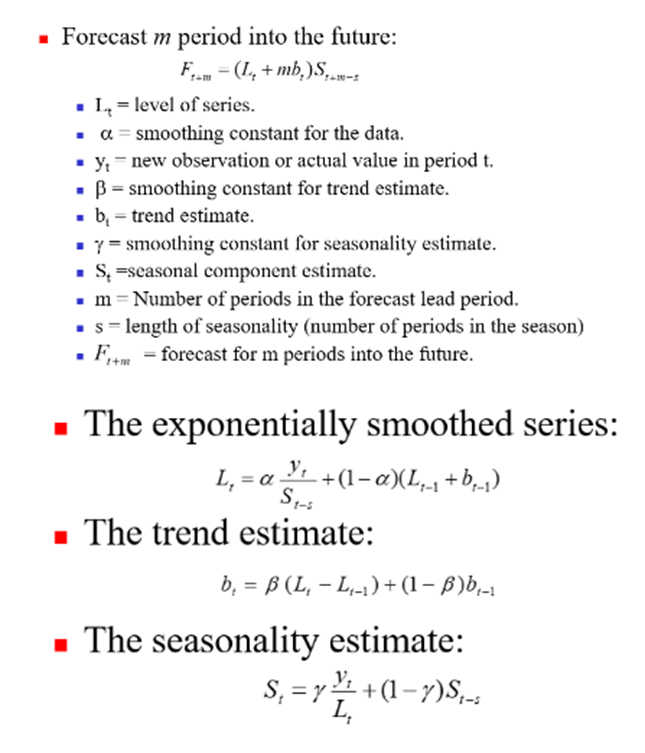 ▪ Forecast m period into the future:
F_{t+m} = (L_t + mb_t)S_{t+m−s}
▪ L_t = level of series.
▪ α = smoothing constant for the data.
▪ y_t = new observation or actual value in period t.
▪ β = smoothing constant for trend estimate.
▪ b_t = trend estimate.
▪ γ = smoothing constant for seasonality estimate.
▪ S_t =seasonal component estimate.
▪ m = Number of periods in the forecast lead period.
▪ s = length of seasonality (number of periods in the season)
▪ F_{t+m} = forecast for m periods into the future.
▪ The exponentially smoothed series:
L_t = α y_t / S_{t−s} + (1 − α)(L_{t−1} + b_{t−1})
▪ The trend estimate:
b_t = β (L_t − L_{t−1}) + (1 − β)b_{t−1}
▪ The seasonality estimate:
S_t = γ y_t / L_t + (1 − γ)S_{t−s}